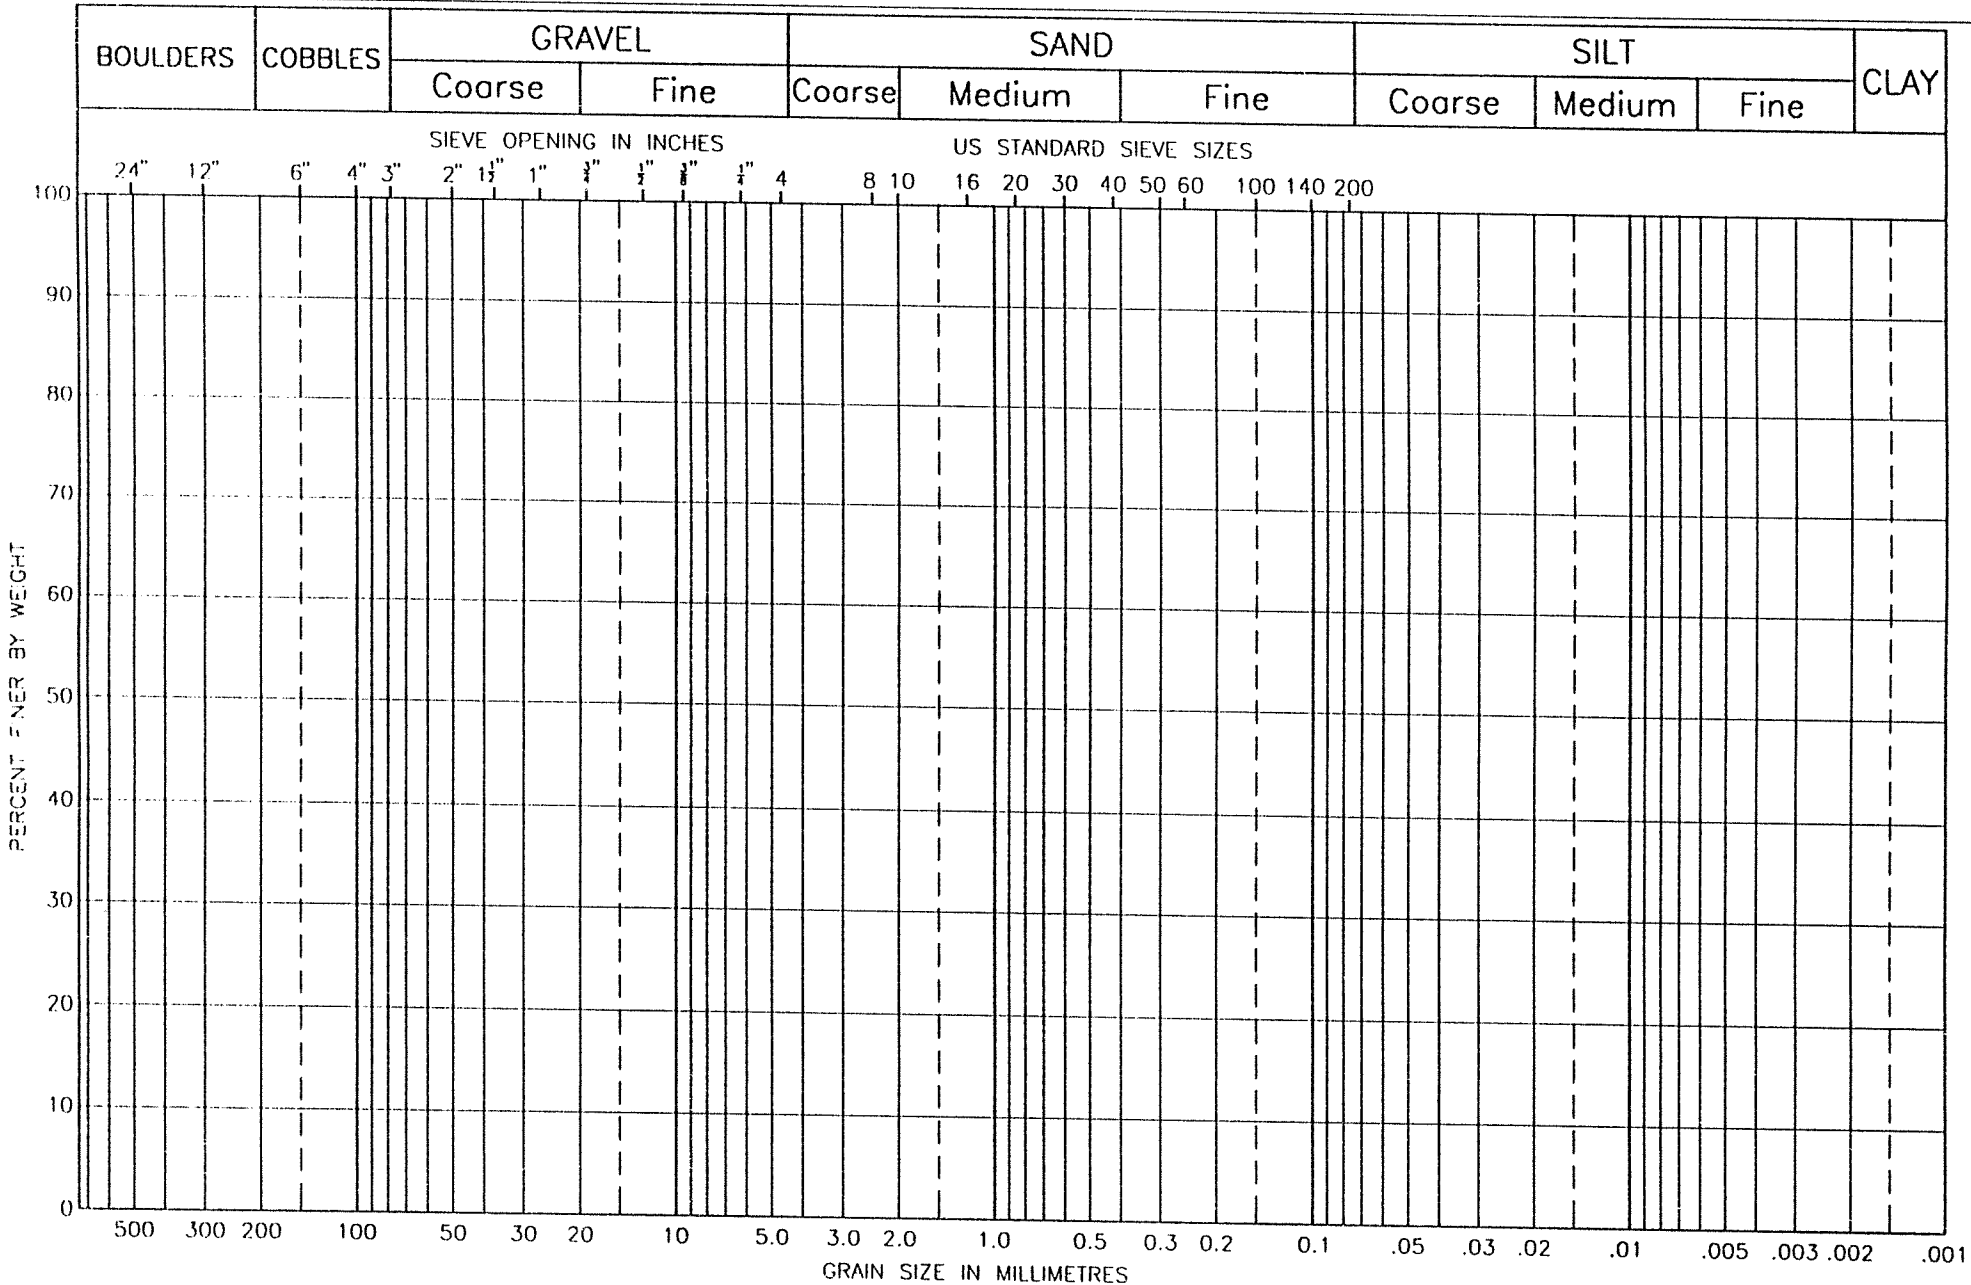 BOULDERS COBBLES GRAVEL SAND SILT CLAY
Coarse Fine Coarse Medium Fine Coarse Medium Fine
SIEVE OPENING IN INCHES US STANDARD SIEVE SIZES
24" 12" 6" 4" 3" 2" 1½" 1" ¾" ½" ⅜" ¼" 4 8 10 16 20 30 40 50 60 100 140 200
100
90
80
70
60
50
40
30
20
10
0
PERCENT FINER BY WEIGHT
500 300 200 100 50 30 20 10 5.0 3.0 2.0 1.0 0.5 0.3 0.2 0.1 .05 .03 .02 .01 .005 .003 .002 .001
GRAIN SIZE IN MILLIMETRES